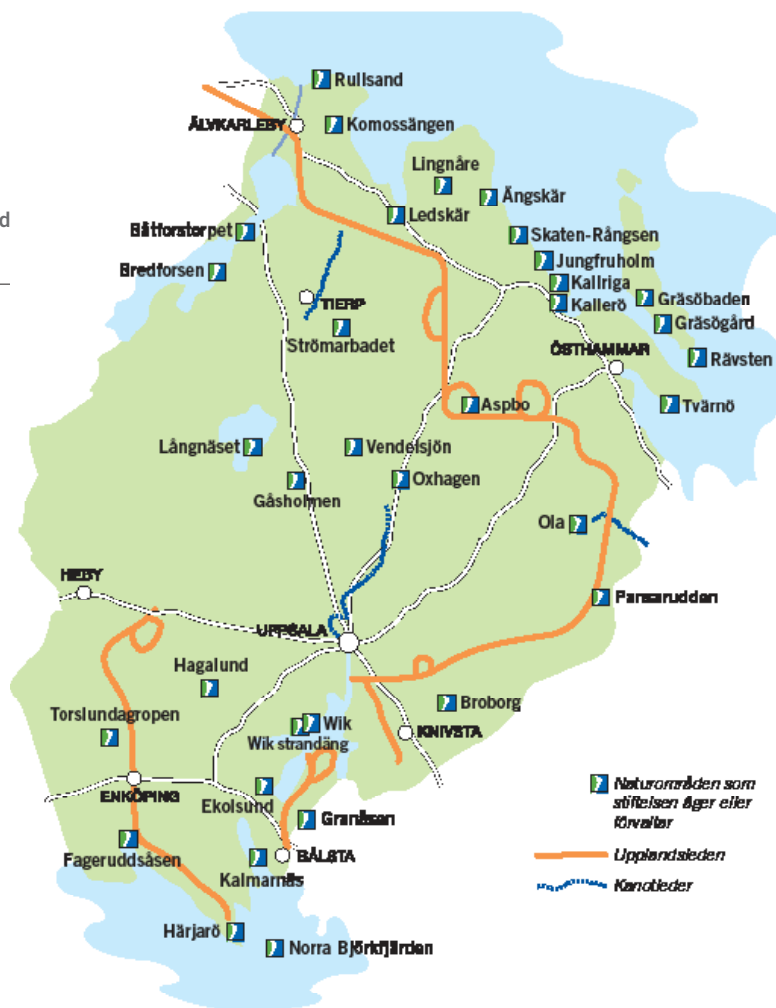 Rullsand
ÄLVKARLEBY
Komossängen
Lingnåre
Ängskär
Ledskär
d
Båtforstorpet
Skaten-Rångsen
Jungfruholm
Bredforsen
Kallriga
Gräsöbaden
TIERP
Kallerö
Gräsögård
Strömarbadet
ÖSTHAMMAR
Rävsten
Aspbo
Tvärnö
Långnäset
Vendelsjön
Gåsholmen
Oxhagen
Ola
HEBY
Pansarudden
UPPSALA
Hagalund
Broborg
Torslundagropen
Wik
KNIVSTA
Wik strandäng
ENKÖPING
Ekolsund
Naturområden som
stiftelsen äger eller
förvaltar
Granåsen
Fageruddsåsen
BÅLSTA
Upplandsleden
Kalmarnäs
Kanotleder
Härjarö
Norra Björkfjärden